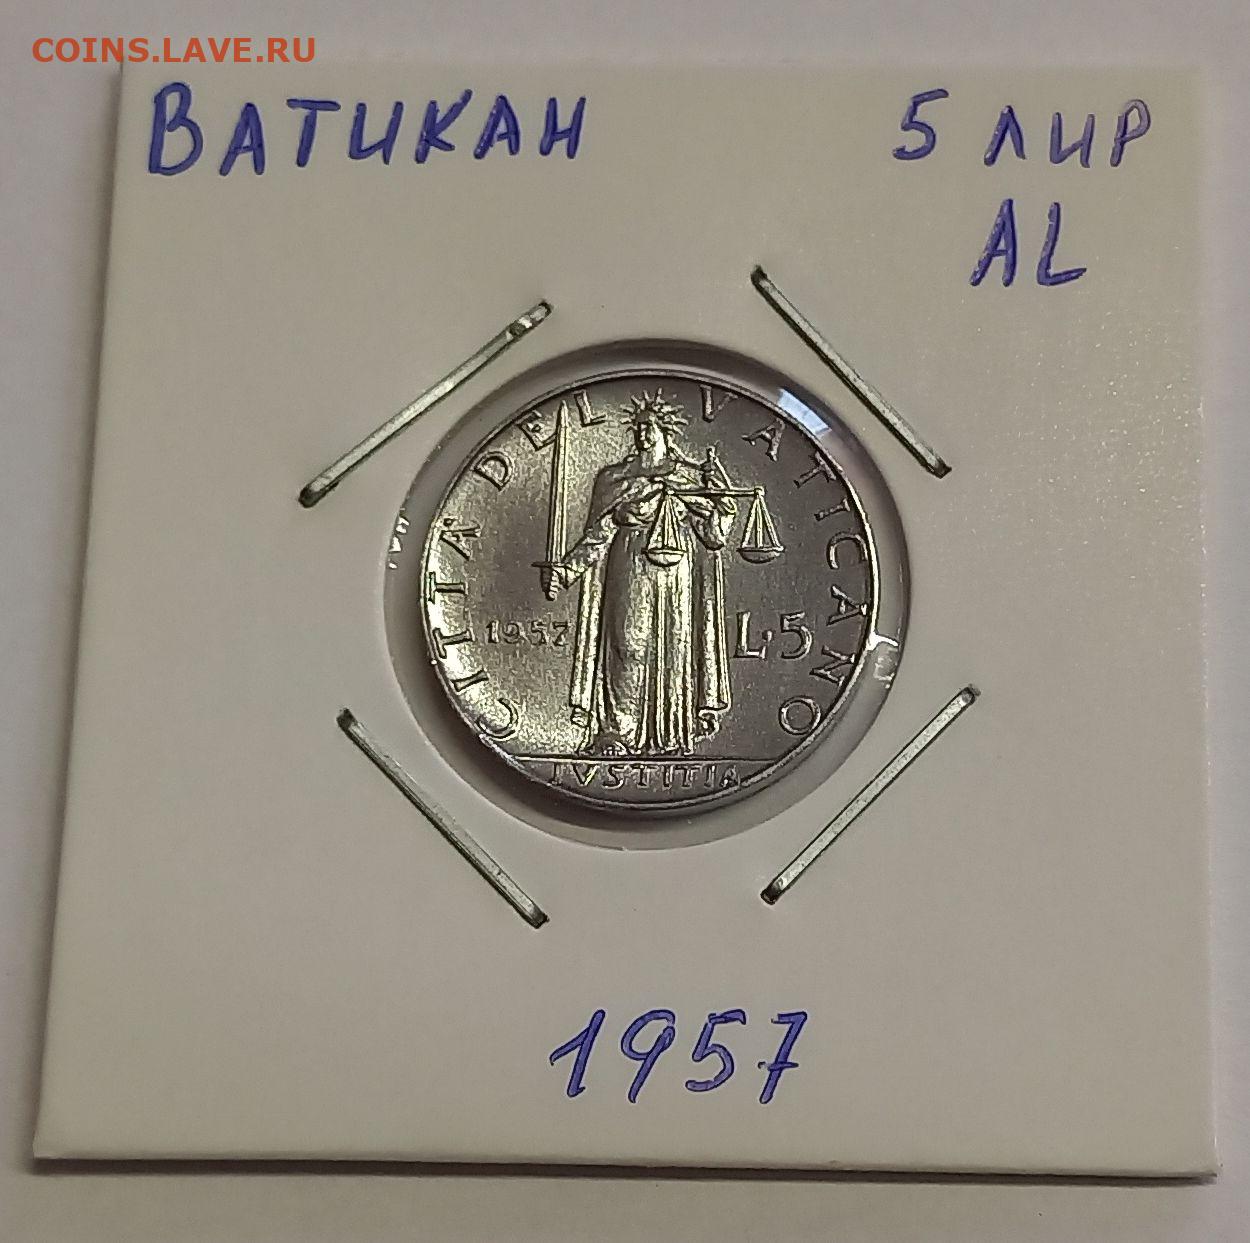 COINS.LAVE.RU
ВАТИКАН
5 ЛИР
AL
CITTA' DEL VATICANO
1957
L·5
IVSTITIA
1957